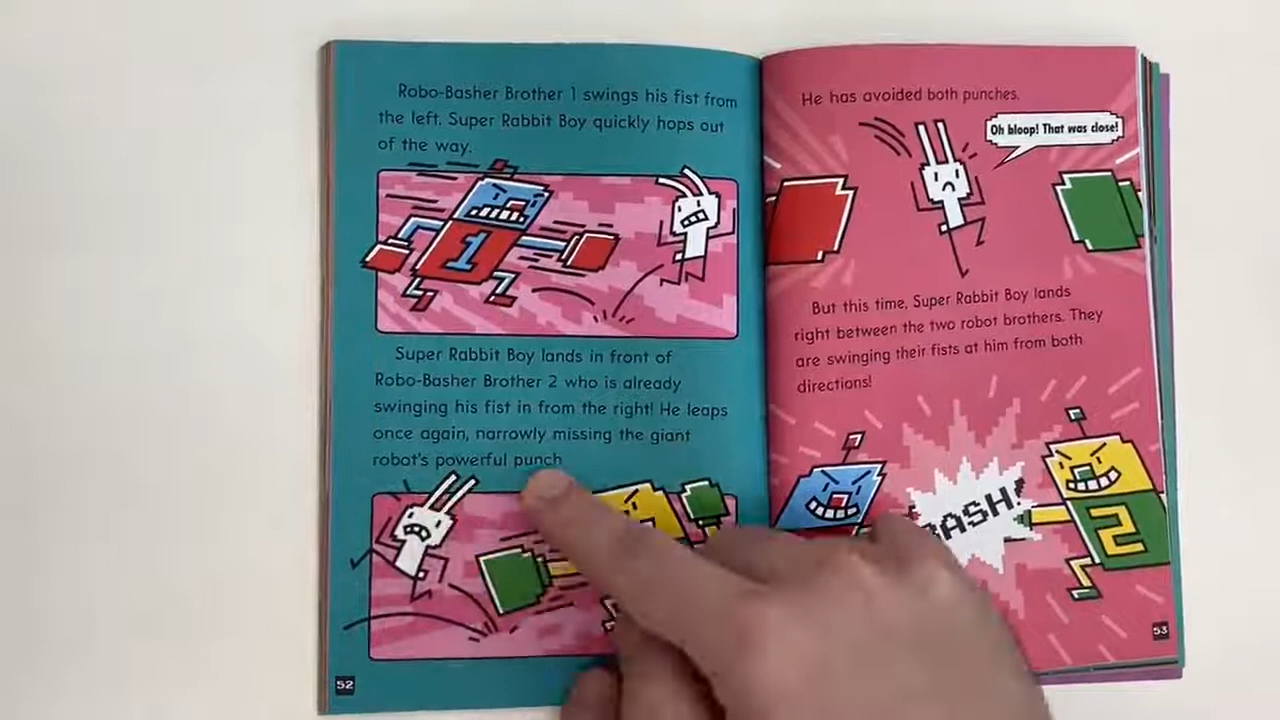 Robo-Basher Brother 1 swings his fist from
the left. Super Rabbit Boy quickly hops out
of the way.
1
Super Rabbit Boy lands in front of
Robo-Basher Brother 2 who is already
swinging his fist in from the right! He leaps
once again, narrowly missing the giant
robot's powerful punch
52
He has avoided both punches.
Oh bloop! That was close!
But this time, Super Rabbit Boy lands
right between the two robot brothers. They
are swinging their fists at him from both
directions!
2
53